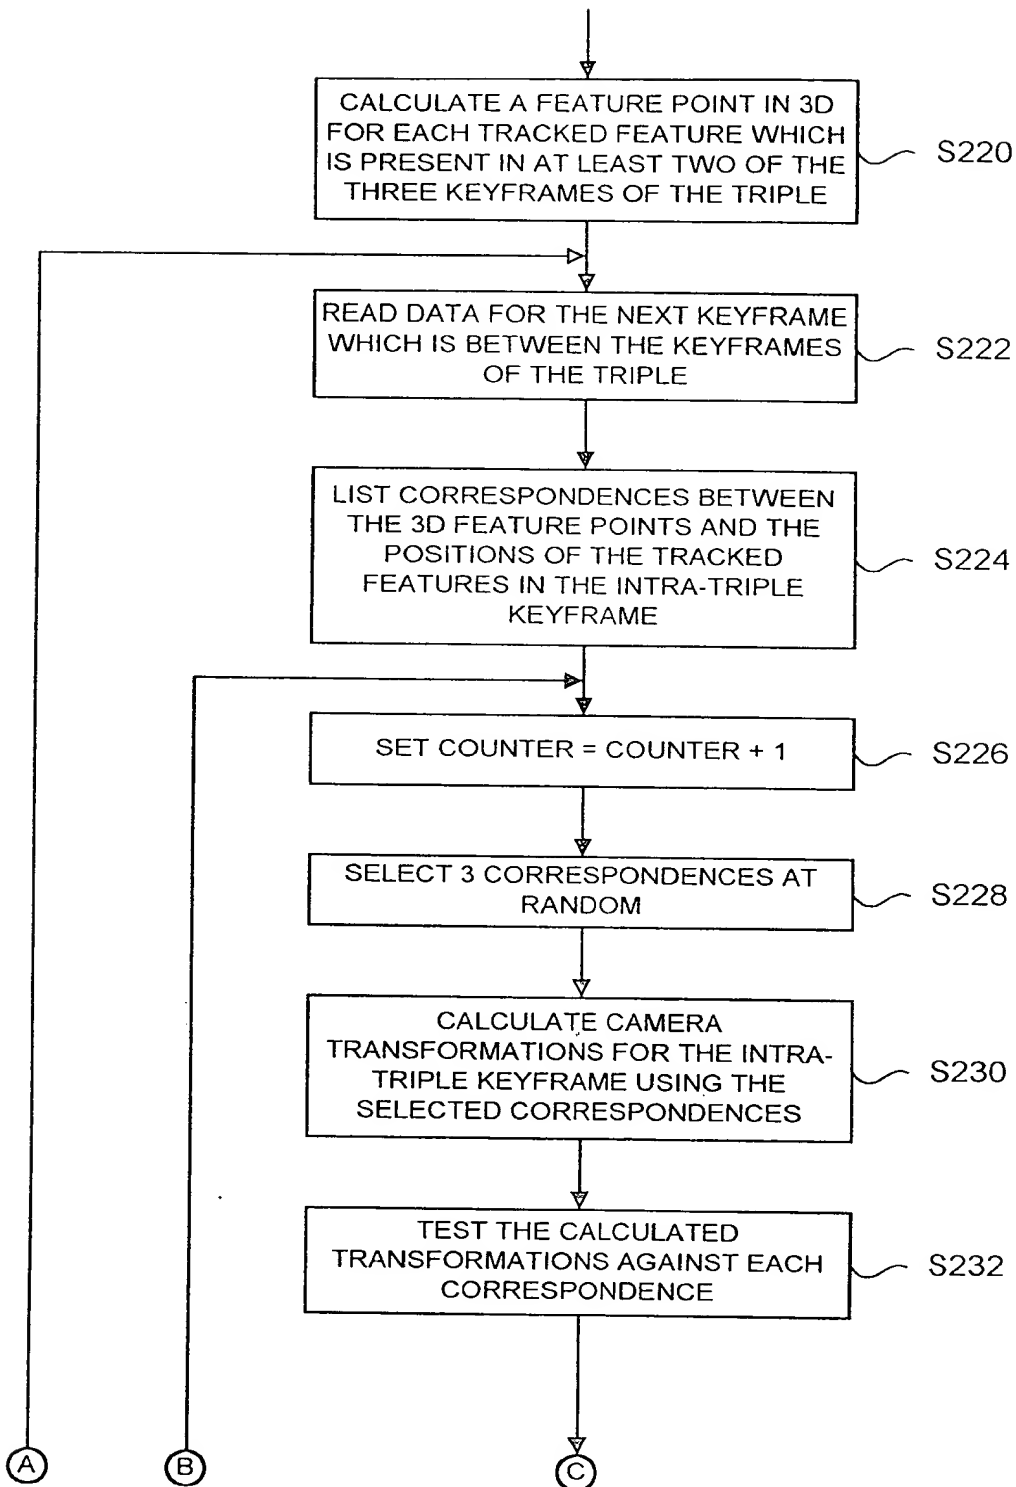 CALCULATE A FEATURE POINT IN 3D
FOR EACH TRACKED FEATURE WHICH
IS PRESENT IN AT LEAST TWO OF THE
THREE KEYFRAMES OF THE TRIPLE
S220
READ DATA FOR THE NEXT KEYFRAME
WHICH IS BETWEEN THE KEYFRAMES
OF THE TRIPLE
S222
LIST CORRESPONDENCES BETWEEN
THE 3D FEATURE POINTS AND THE
POSITIONS OF THE TRACKED
FEATURES IN THE INTRA-TRIPLE
KEYFRAME
S224
SET COUNTER = COUNTER + 1
S226
SELECT 3 CORRESPONDENCES AT
RANDOM
S228
CALCULATE CAMERA
TRANSFORMATIONS FOR THE INTRA-
TRIPLE KEYFRAME USING THE
SELECTED CORRESPONDENCES
S230
TEST THE CALCULATED
TRANSFORMATIONS AGAINST EACH
CORRESPONDENCE
S232
A
B
C